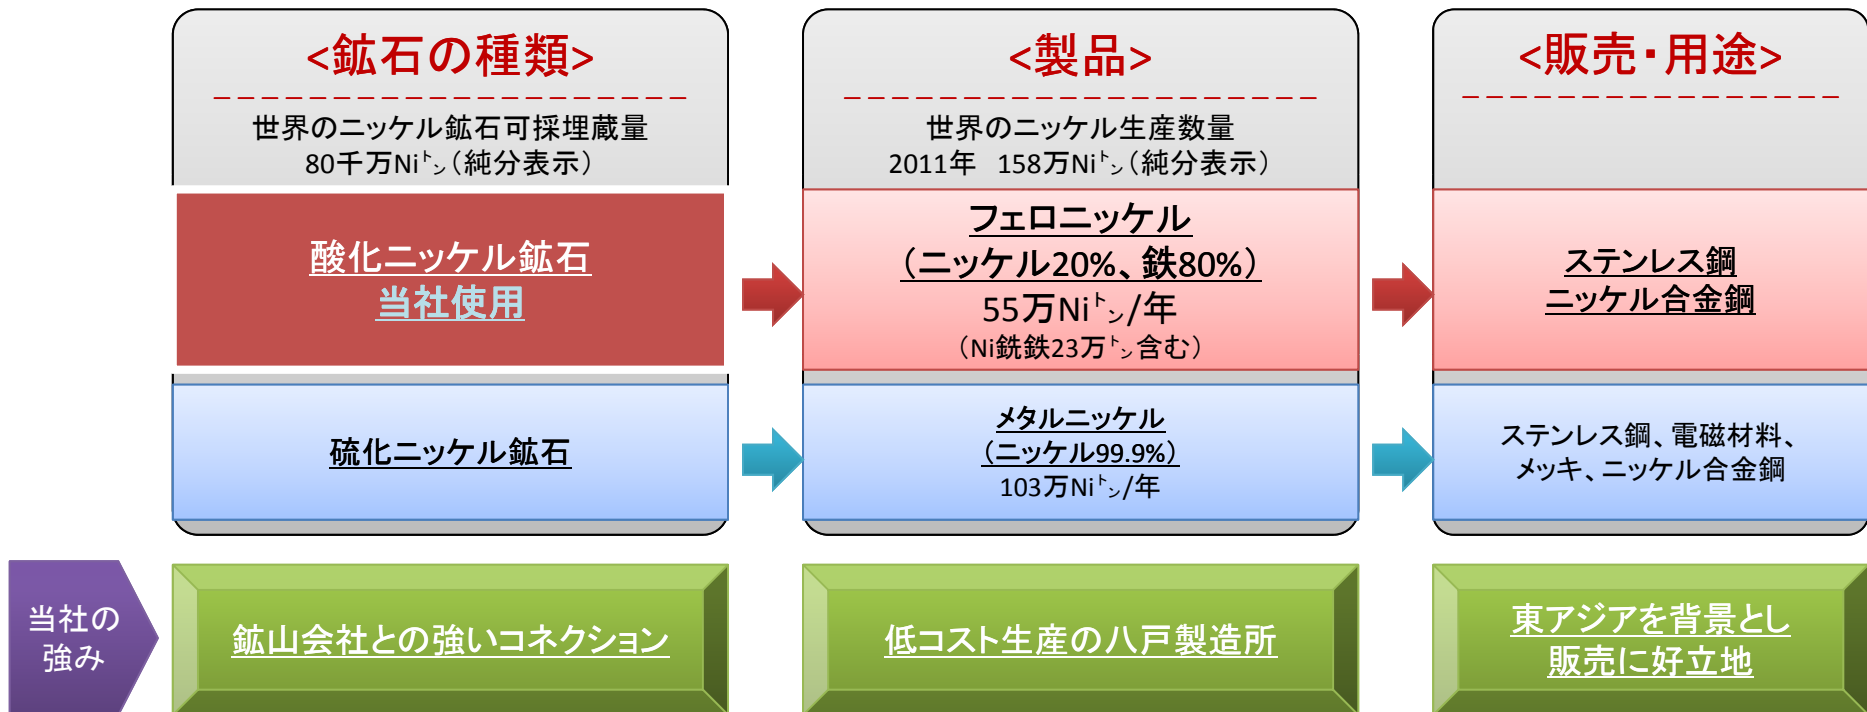 <鉱石の種類>
世界のニッケル鉱石可採埋蔵量
80千万Niトン(純分表示)
酸化ニッケル鉱石
当社使用
硫化ニッケル鉱石
<製品>
世界のニッケル生産数量
2011年 158万Niトン(純分表示)
フェロニッケル
(ニッケル20%、鉄80%)
55万Niトン/年
(Ni銑鉄23万トン含む)
メタルニッケル
(ニッケル99.9%)
103万Niトン/年
<販売・用途>
ステンレス鋼
ニッケル合金鋼
ステンレス鋼、電磁材料、
メッキ、ニッケル合金鋼
当社の
強み
鉱山会社との強いコネクション
低コスト生産の八戸製造所
東アジアを背景とし
販売に好立地